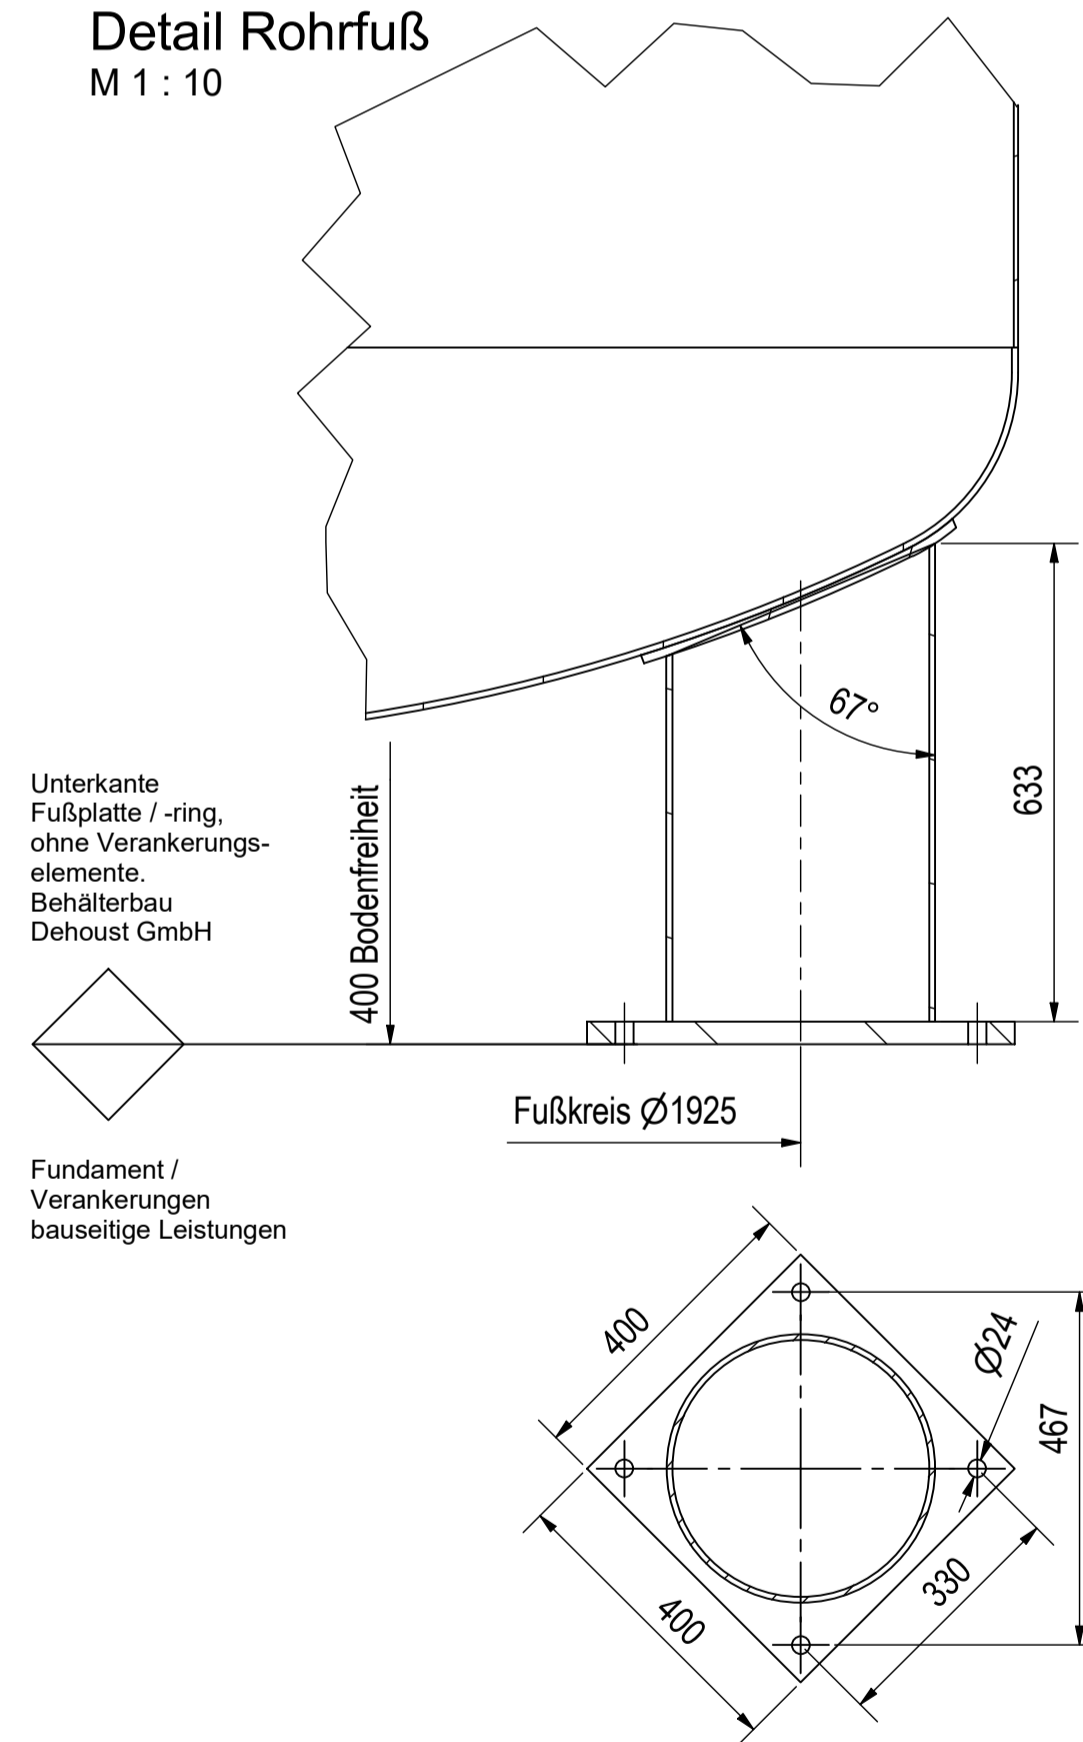 Detail Rohrfuß
M 1 : 10
67°
633
Unterkante
Fußplatte / -ring,
ohne Verankerungs-
elemente.
Behälterbau
Dehoust GmbH
400 Bodenfreiheit
Fußkreis Ø1925
Fundament /
Verankerungen
bauseitige Leistungen
400
Ø24
467
400
330